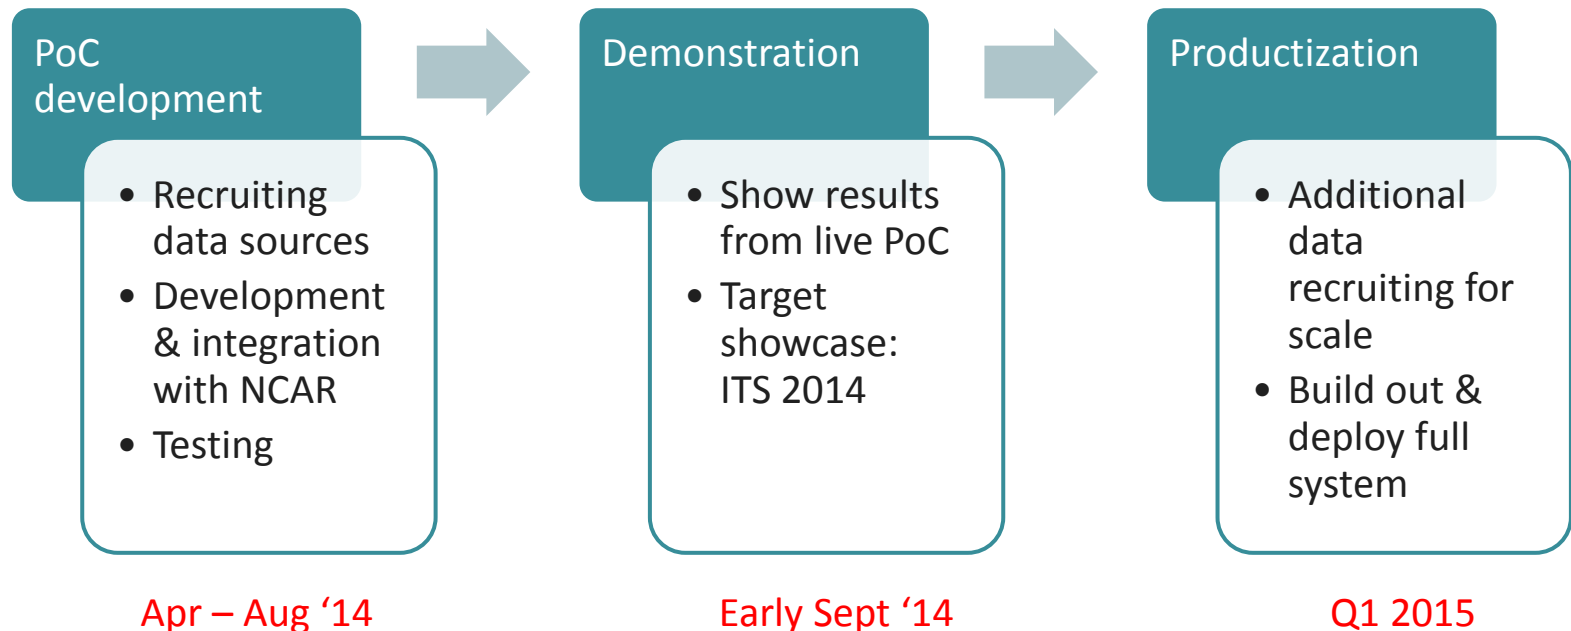 PoC
development
• Recruiting
data sources
• Development
& integration
with NCAR
• Testing
Apr – Aug ‘14
Demonstration
• Show results
from live PoC
• Target
showcase:
ITS 2014
Early Sept ‘14
Productization
• Additional
data
recruiting for
scale
• Build out &
deploy full
system
Q1 2015